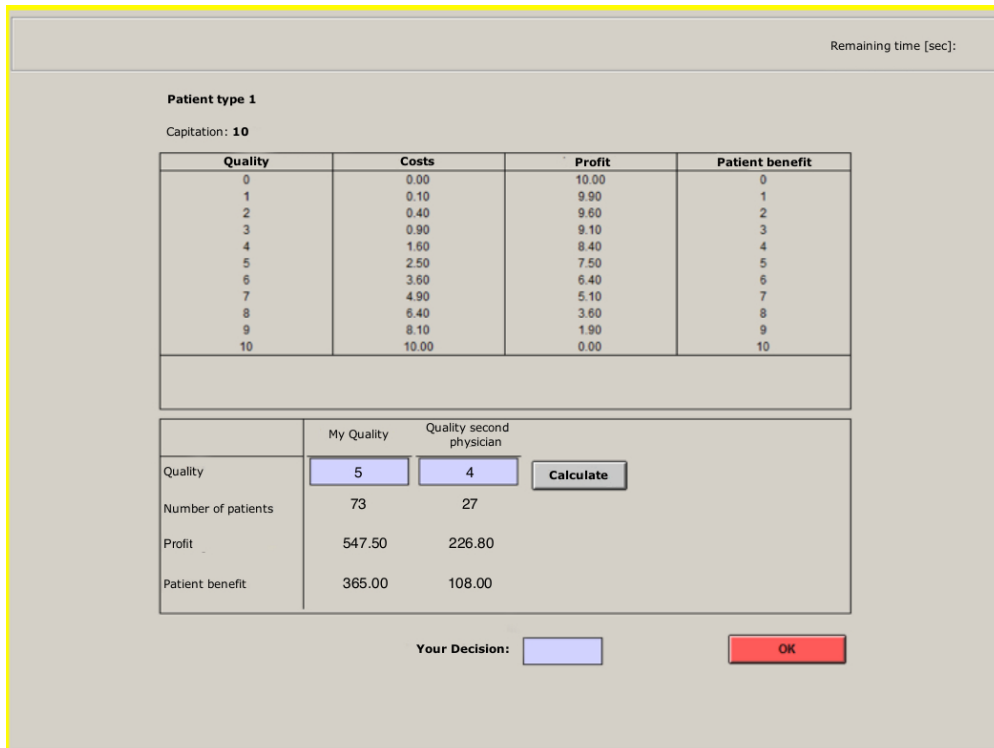 Remaining time [sec]:
Patient type 1
Capitation: 10
Quality Costs Profit Patient benefit
0 0.00 10.00 0
1 0.10 9.90 1
2 0.40 9.60 2
3 0.90 9.10 3
4 1.60 8.40 4
5 2.50 7.50 5
6 3.60 6.40 6
7 4.90 5.10 7
8 6.40 3.60 8
9 8.10 1.90 9
10 10.00 0.00 10
My Quality Quality second
physician
Quality 5 4 Calculate
Number of patients 73 27
Profit 547.50 226.80
Patient benefit 365.00 108.00
Your Decision: OK